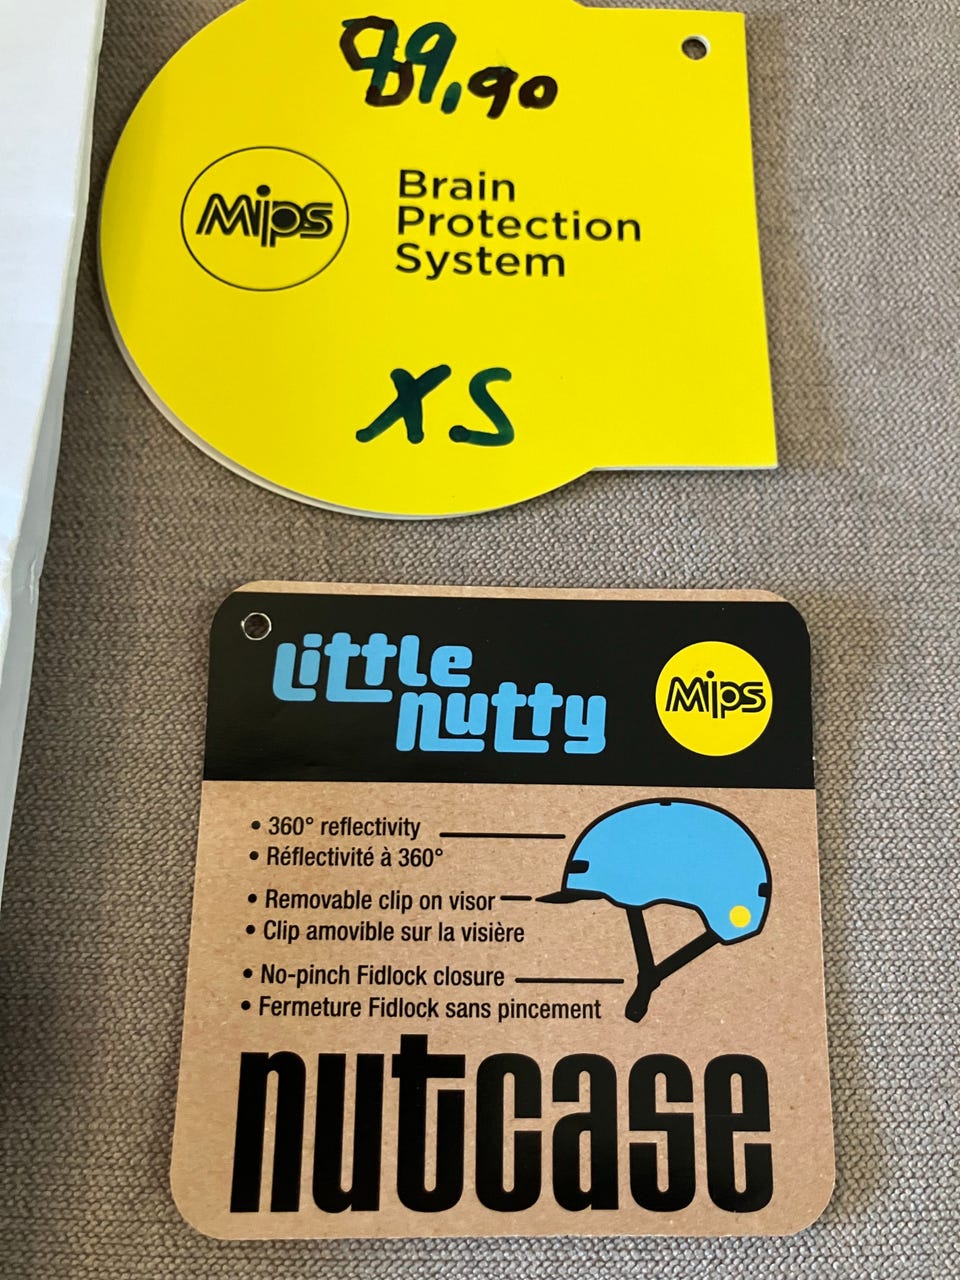 Mips
Brain
Protection
System
XS
Little
nutty
Mips
• 360° reflectivity
• Réflectivité à 360°
• Removable clip on visor
• Clip amovible sur la visière
• No-pinch Fidlock closure
• Fermeture Fidlock sans pincement
nutcase